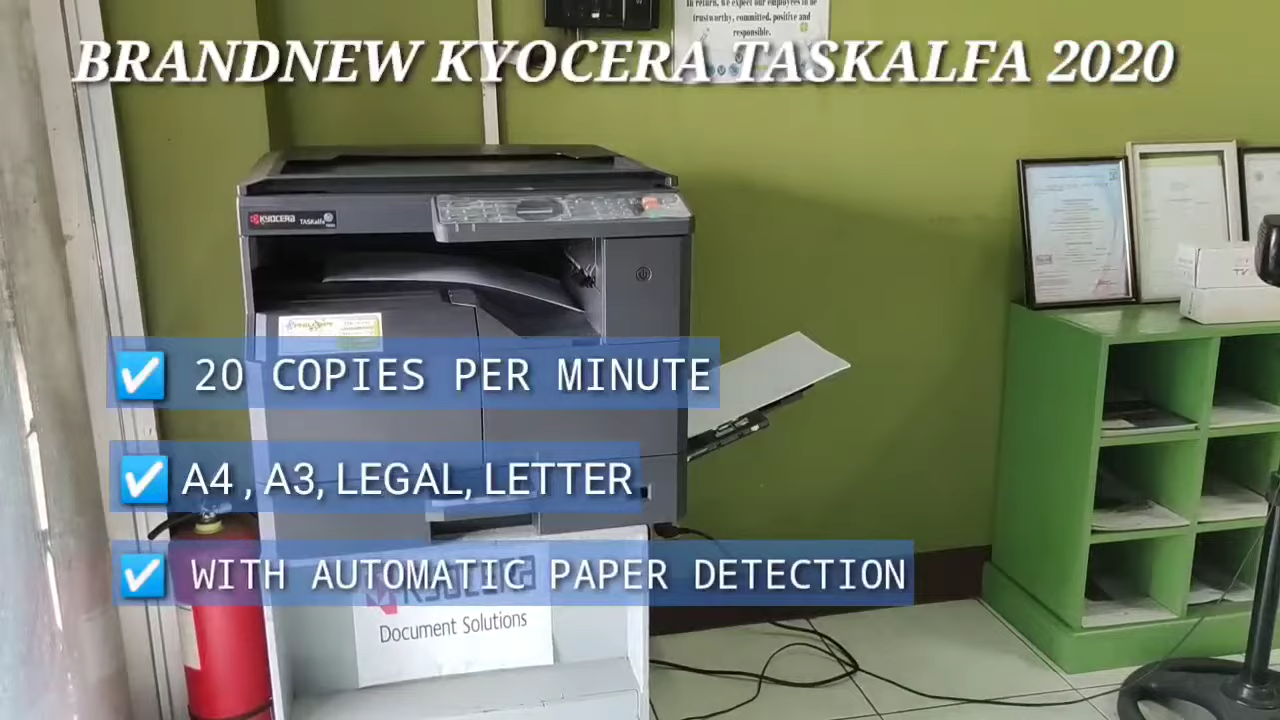 In return, we expect our employees to be
trustworthy, committed, positive and
responsible.
BRANDNEW KYOCERA TASKALFA 2020
KYOCERA TASKalfa
☑ 20 COPIES PER MINUTE
☑ A4 , A3, LEGAL, LETTER
☑ WITH AUTOMATIC PAPER DETECTION
KYOCERA
Document Solutions